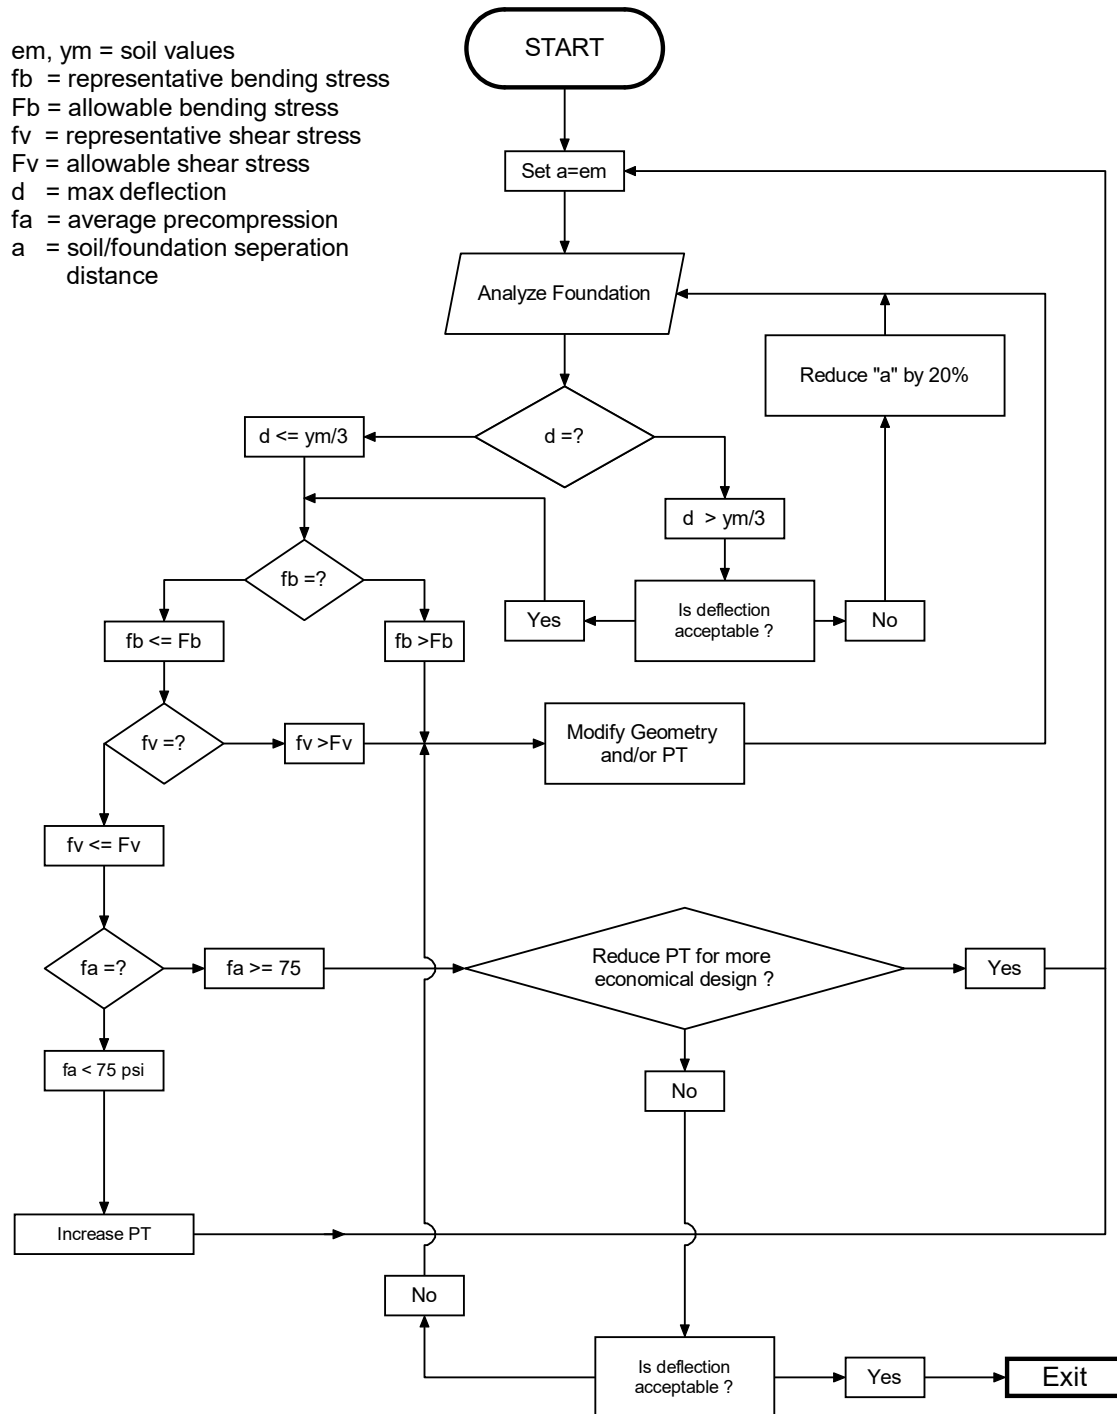 START
em, ym = soil values
fb = representative bending stress
Fb = allowable bending stress
fv = representative shear stress
Fv = allowable shear stress
d = max deflection
fa = average precompression
a = soil/foundation seperation
distance
Set a=em
Analyze Foundation
Reduce "a" by 20%
d <= ym/3
d =?
d > ym/3
fb =?
Yes
Is deflection
acceptable ?
No
fb <= Fb
fb >Fb
fv =?
fv >Fv
Modify Geometry
and/or PT
fv <= Fv
fa =?
fa >= 75
Reduce PT for more
economical design ?
Yes
fa < 75 psi
No
Increase PT
No
Is deflection
acceptable ?
Yes
Exit